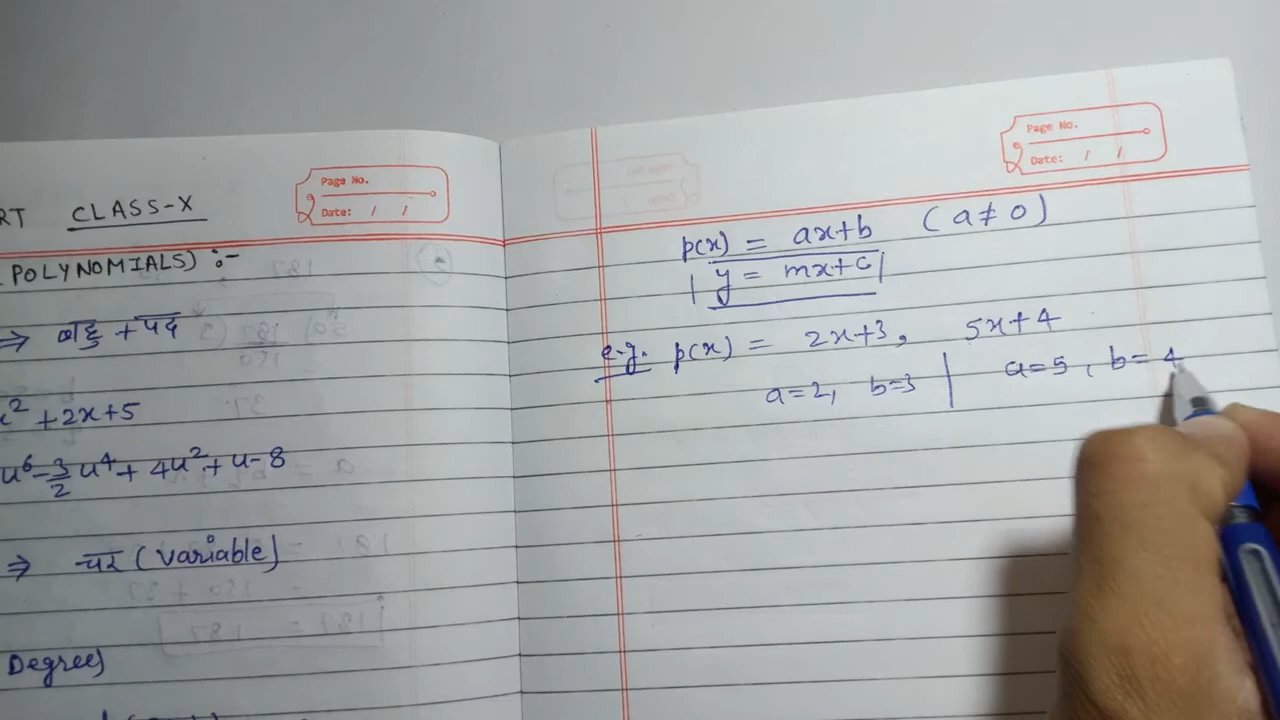 RT CLASS-X
Page No.
Date: / /
(POLYNOMIALS) :-
⇒ बहु + पद
x² + 2x + 5
u⁶ - 3/2 u⁴ + 4u² + u - 8
⇒ चर (variable)
Degree)
Page No.
Date: / /
p(x) = ax+b (a ≠ 0)
| y = mx+c |
e.g. p(x) = 2x+3, 5x+4
a=2, b=3 | a=5, b=4